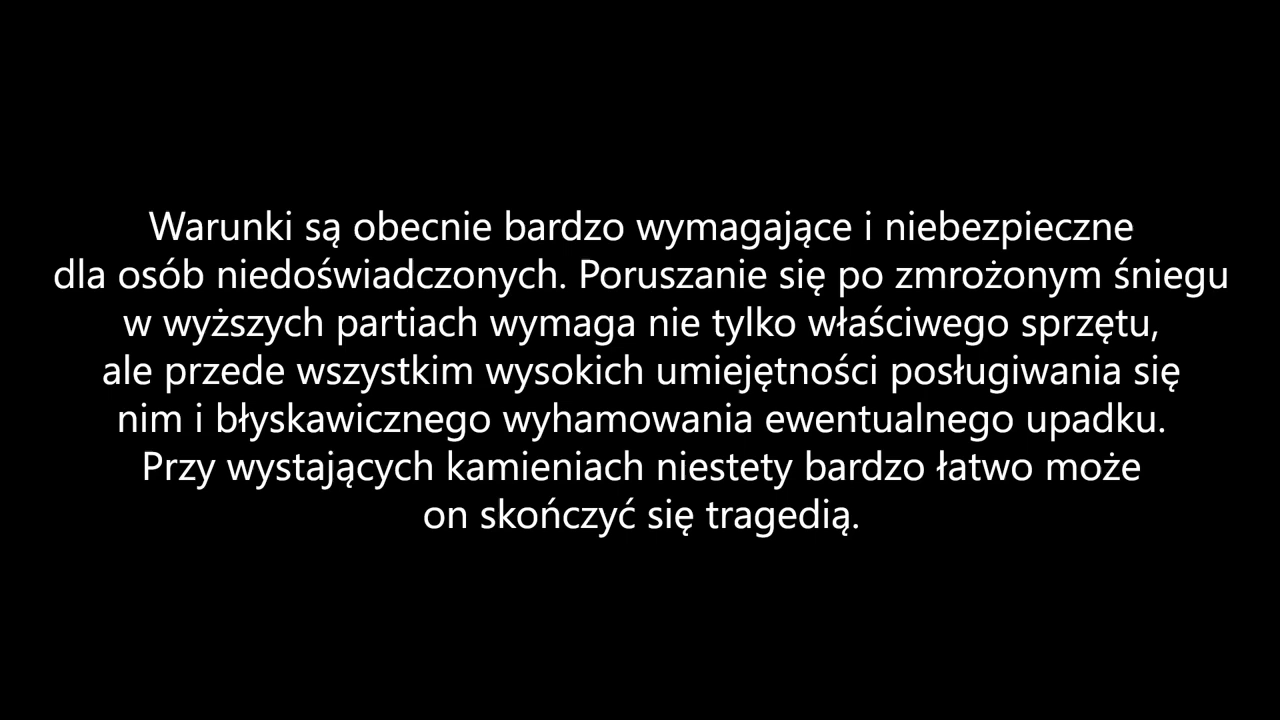 Warunki są obecnie bardzo wymagające i niebezpieczne
dla osób niedoświadczonych. Poruszanie się po zmrożonym śniegu
w wyższych partiach wymaga nie tylko właściwego sprzętu,
ale przede wszystkim wysokich umiejętności posługiwania się
nim i błyskawicznego wyhamowania ewentualnego upadku.
Przy wystających kamieniach niestety bardzo łatwo może
on skończyć się tragedią.